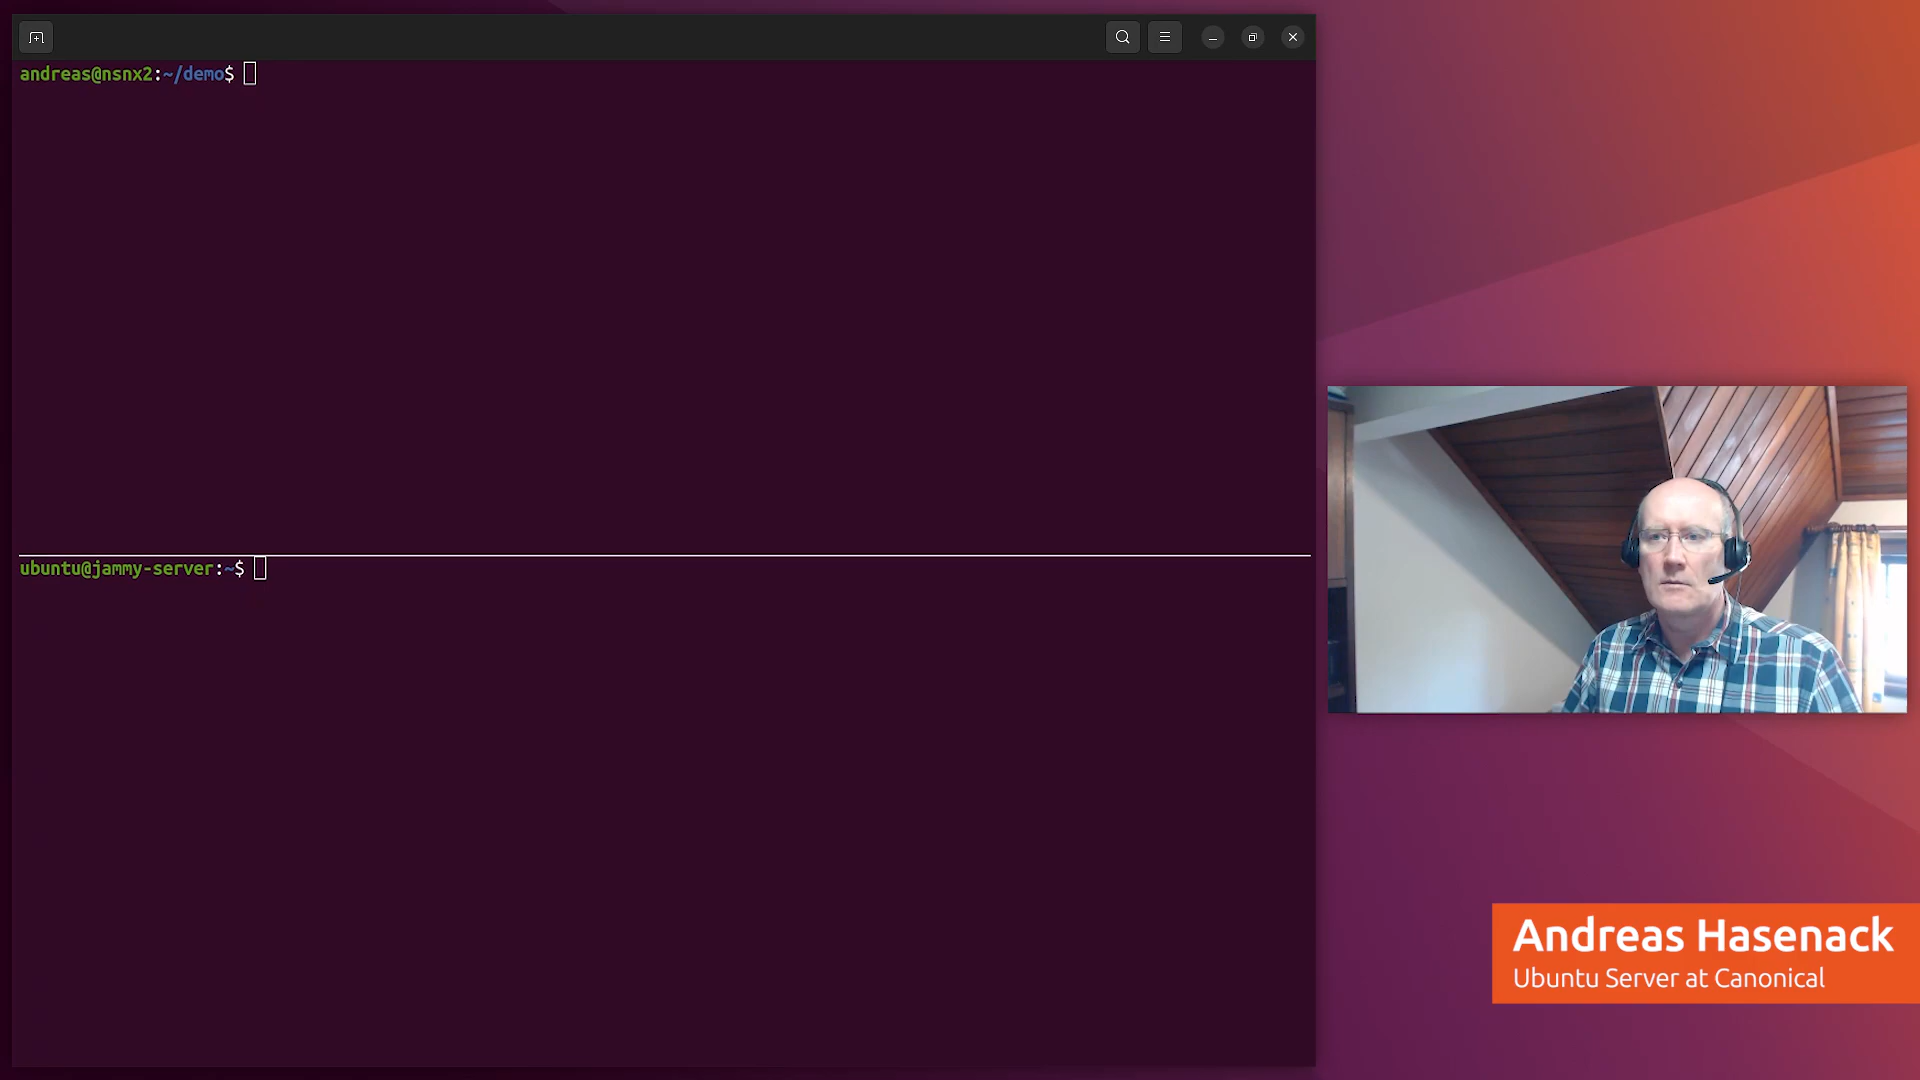 andreas@nsnx2:~/demo$
ubuntu@jammy-server:~$
Andreas Hasenack
Ubuntu Server at Canonical